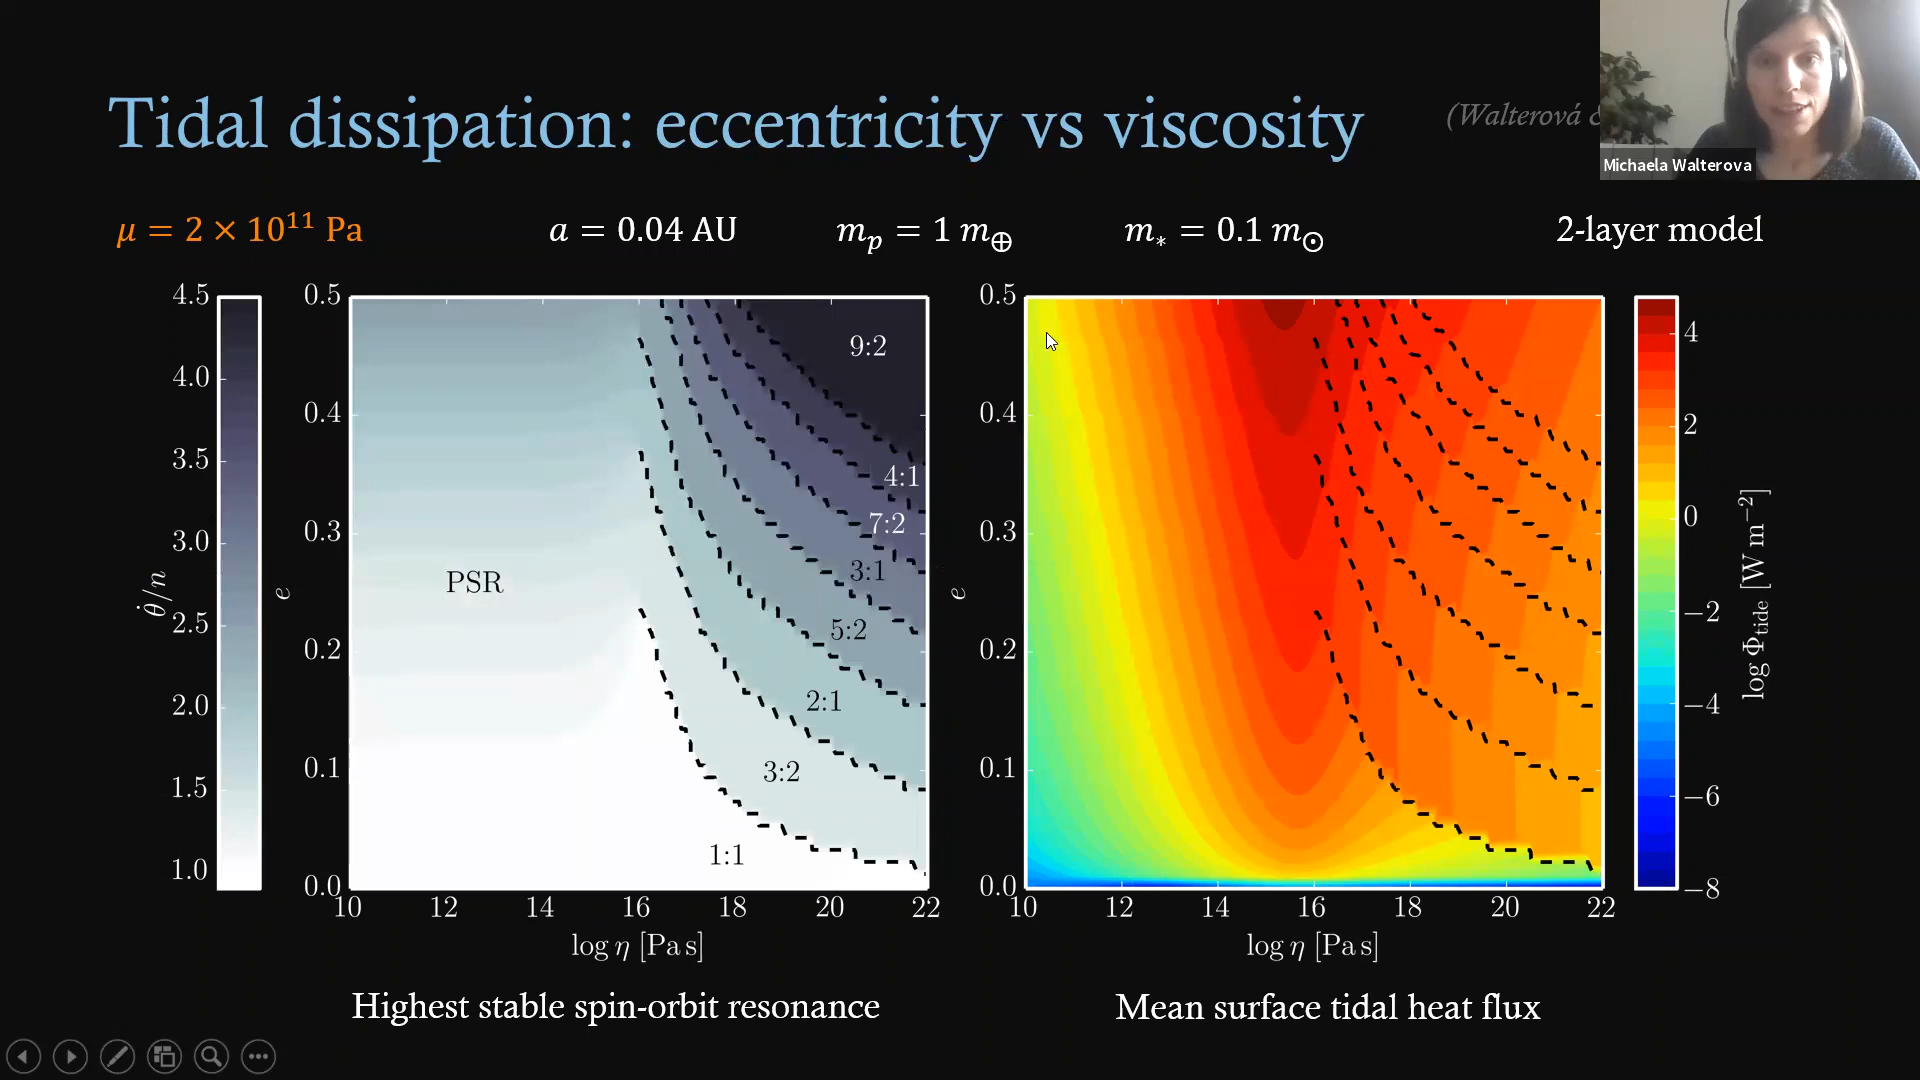 Tidal dissipation: eccentricity vs viscosity
(Walterová
Michaela Walterova
μ = 2 × 10¹¹ Pa
a = 0.04 AU
mₚ = 1 m⊕
m∗ = 0.1 m⊙
2-layer model
4.5
4.0
3.5
3.0
2.5
2.0
1.5
1.0
θ̇/n
0.5
0.4
0.3
0.2
0.1
0.0
e
PSR
9:2
4:1
7:2
3:1
5:2
2:1
3:2
1:1
10 12 14 16 18 20 22
log η [Pa s]
Highest stable spin-orbit resonance
0.5
0.4
0.3
0.2
0.1
0.0
e
10 12 14 16 18 20 22
log η [Pa s]
4
2
0
−2
−4
−6
−8
log Φtide [W m⁻²]
Mean surface tidal heat flux